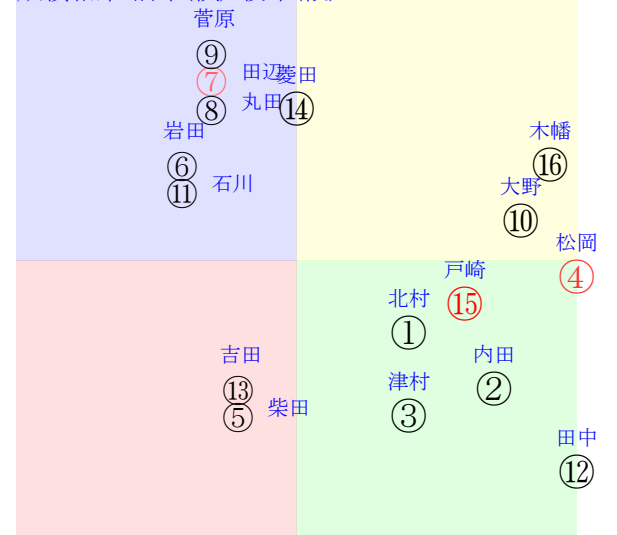 菅原
⑨
⑦ 田辺
菱田
⑧ 丸田
⑭
岩田
⑥
⑪ 石川
木幡
⑯
大野
⑩
松岡
④
戸崎
⑮
北村
①
吉田
⑬
⑤ 柴田
内田
②
津村
③
田中
⑫